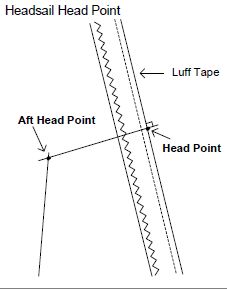 Headsail Head Point
Luff Tape
Aft Head Point
Head Point